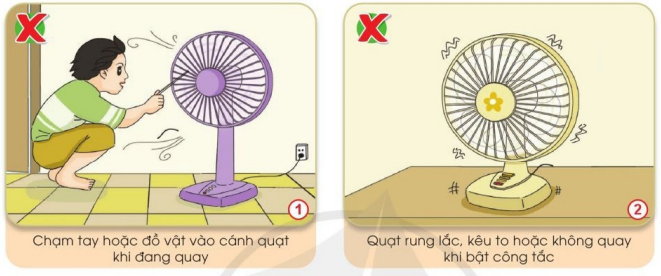 1
Chạm tay hoặc đồ vật vào cánh quạt
khi đang quay
2
Quạt rung lắc, kêu to hoặc không quay
khi bật công tắc